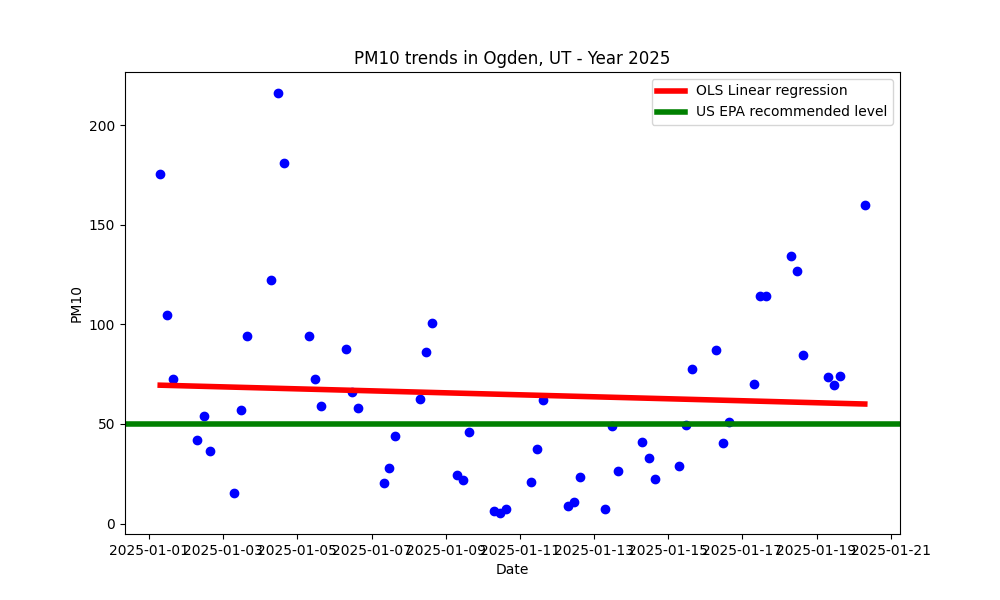 PM10 trends in Ogden, UT - Year 2025
OLS Linear regression
US EPA recommended level
200
150
100
50
0
PM10
2025-01-01 2025-01-03 2025-01-05 2025-01-07 2025-01-09 2025-01-11 2025-01-13 2025-01-15 2025-01-17 2025-01-19 2025-01-21
Date